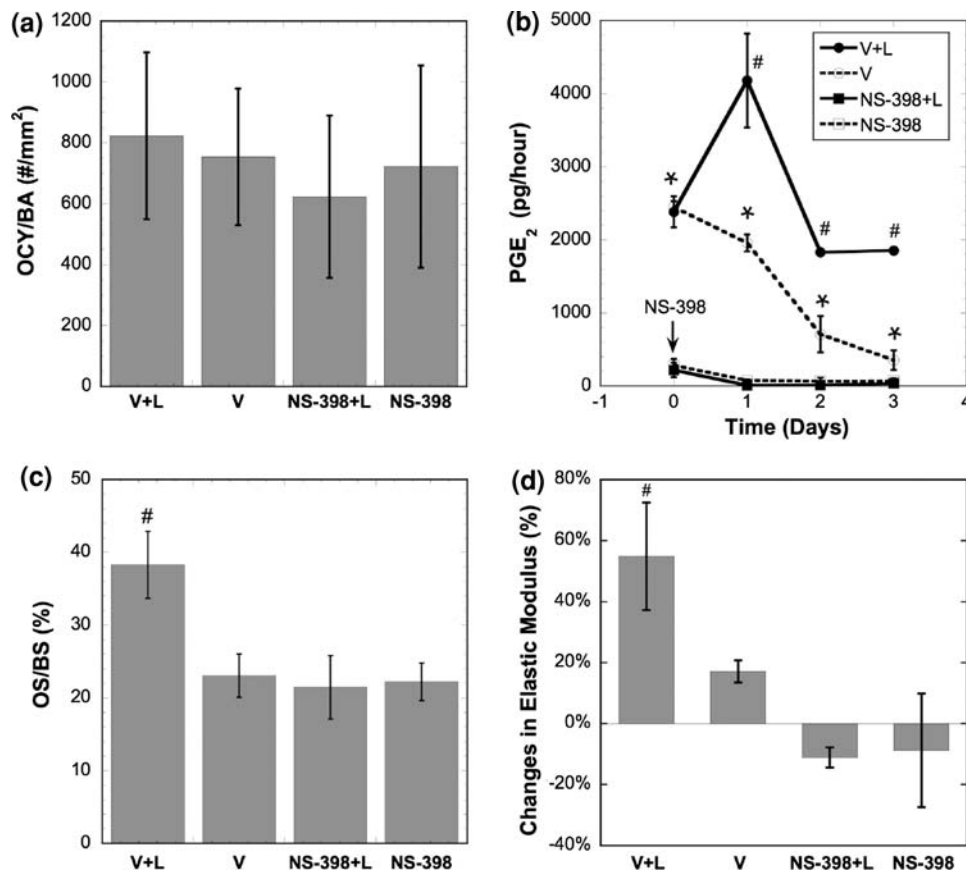 (a)
1200
1000
800
600
400
200
0
OCY/BA (#/mm²)
V+L V NS-398+L NS-398
(b)
5000
4000
3000
2000
1000
0
PGE₂ (pg/hour)
V+L
V
NS-398+L
NS-398
#
*
*
# #
*
*
NS-398
-1 0 1 2 3 4
Time (Days)
(c)
50
40
30
20
10
0
OS/BS (%)
#
V+L V NS-398+L NS-398
(d)
80%
60%
40%
20%
0%
-20%
-40%
Changes in Elastic Modulus (%)
#
V+L V NS-398+L NS-398